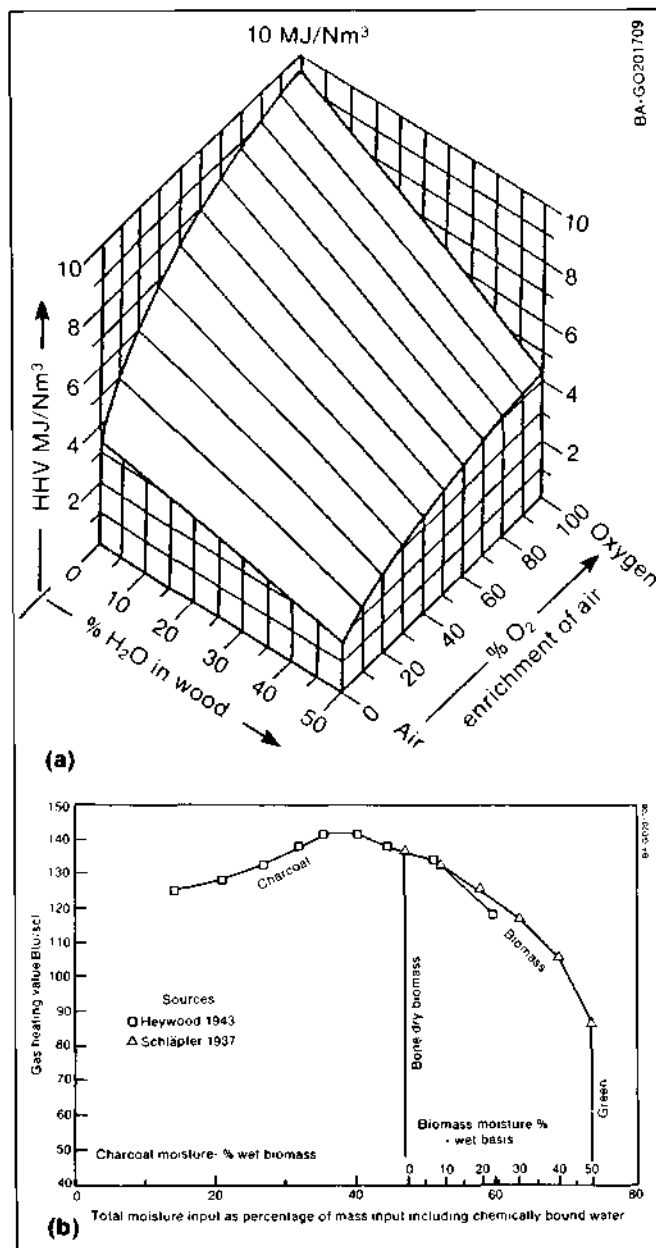 10 MJ/Nm³
BA-GO201709
10
8
6
4
2
HHV MJ/Nm³
10
8
6
4
2
0
10
20
30
40
50
% H₂O in wood
0
20
40
60
80
100
Air
% O₂
Oxygen
enrichment of air
(a)
150
140
130
120
110
100
90
80
70
60
50
40
Gas heating value Btu/scf
Charcoal
Biomass
Sources
Heywood 1943
Schläpfer 1937
Bone dry biomass
Green
Biomass moisture %
- wet basis
Charcoal moisture- % wet biomass
0 10 20 30 40 50
0 20 40 60 80
(b)
Total moisture input as percentage of mass input including chemically bound water